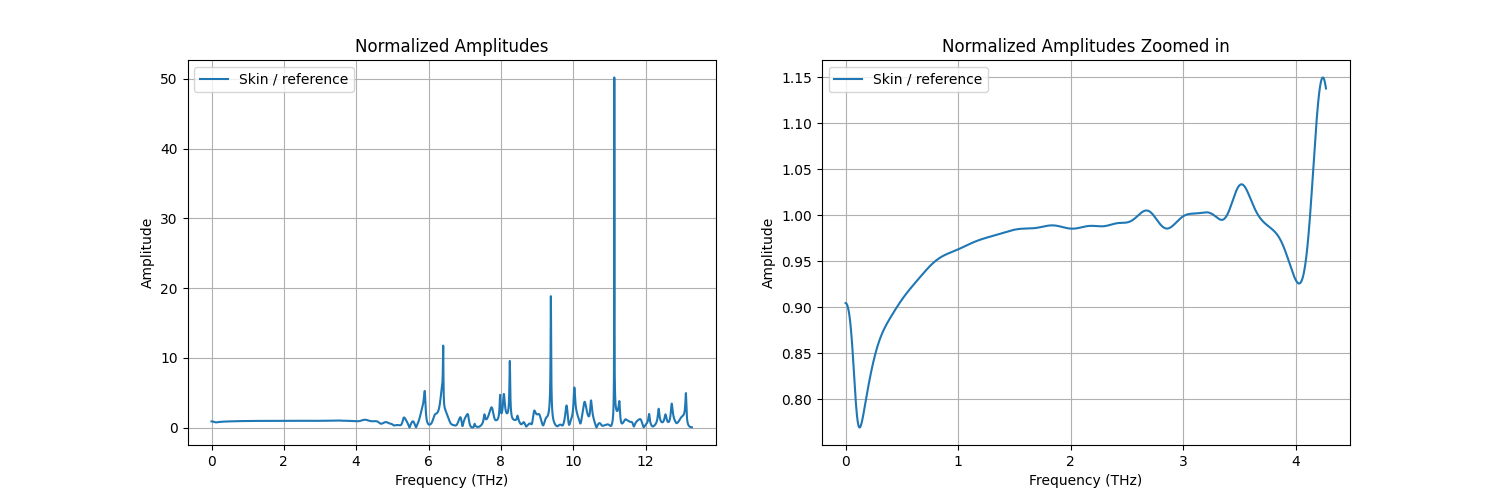 Normalized Amplitudes
Skin / reference
50
40
30
20
10
0
Amplitude
0 2 4 6 8 10 12
Frequency (THz)
Normalized Amplitudes Zoomed in
Skin / reference
1.15
1.10
1.05
1.00
0.95
0.90
0.85
0.80
Amplitude
0 1 2 3 4
Frequency (THz)